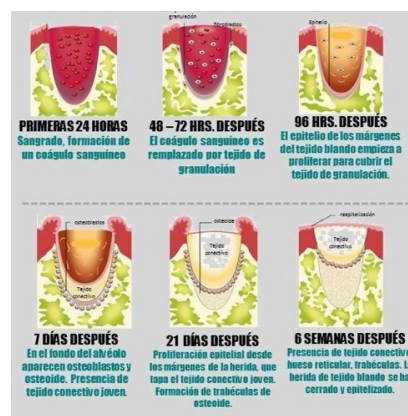 granulación
fibroblastos
Epitelio
PRIMERAS 24 HORAS
Sangrado, formación de
un coágulo sanguíneo
48 – 72 HRS. DESPUÉS
El coágulo sanguíneo es
remplazado por tejido de
granulación
96 HRS. DESPUÉS
El epitelio de los márgenes
del tejido blando empieza a
proliferar para cubrir el
tejido de granulación.
osteoblastos
Tejido
conectivo
osteoide
Tejido
conectivo
reepitelización
Tejido
conectivo
7 DÍAS DESPUÉS
En el fondo del alvéolo
aparecen osteoblastos y
osteoide. Presencia de
tejido conectivo joven.
21 DÍAS DESPUÉS
Proliferación epitelial desde
los márgenes de la herida, que
tapa el tejido conectivo joven.
Formación de trabéculas de
osteoide.
6 SEMANAS DESPUÉS
Presencia de tejido conectivo
hueso reticular, trabéculas. L
herida de tejido blando se ha
cerrado y epitelizado.